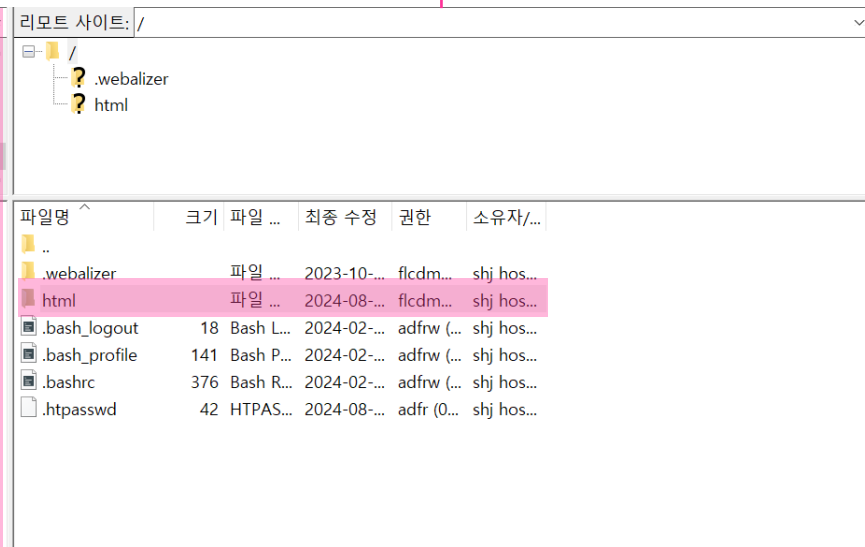 리모트 사이트: /
/
.webalizer
html
파일명 크기 파일 ... 최종 수정 권한 소유자/...
..
.webalizer 파일 ... 2023-10-... flcdm... shj hos...
html 파일 ... 2024-08-... flcdm... shj hos...
.bash_logout 18 Bash L... 2024-02-... adfrw (... shj hos...
.bash_profile 141 Bash P... 2024-02-... adfrw (... shj hos...
.bashrc 376 Bash R... 2024-02-... adfrw (... shj hos...
.htpasswd 42 HTPAS... 2024-08-... adfr (0... shj hos...